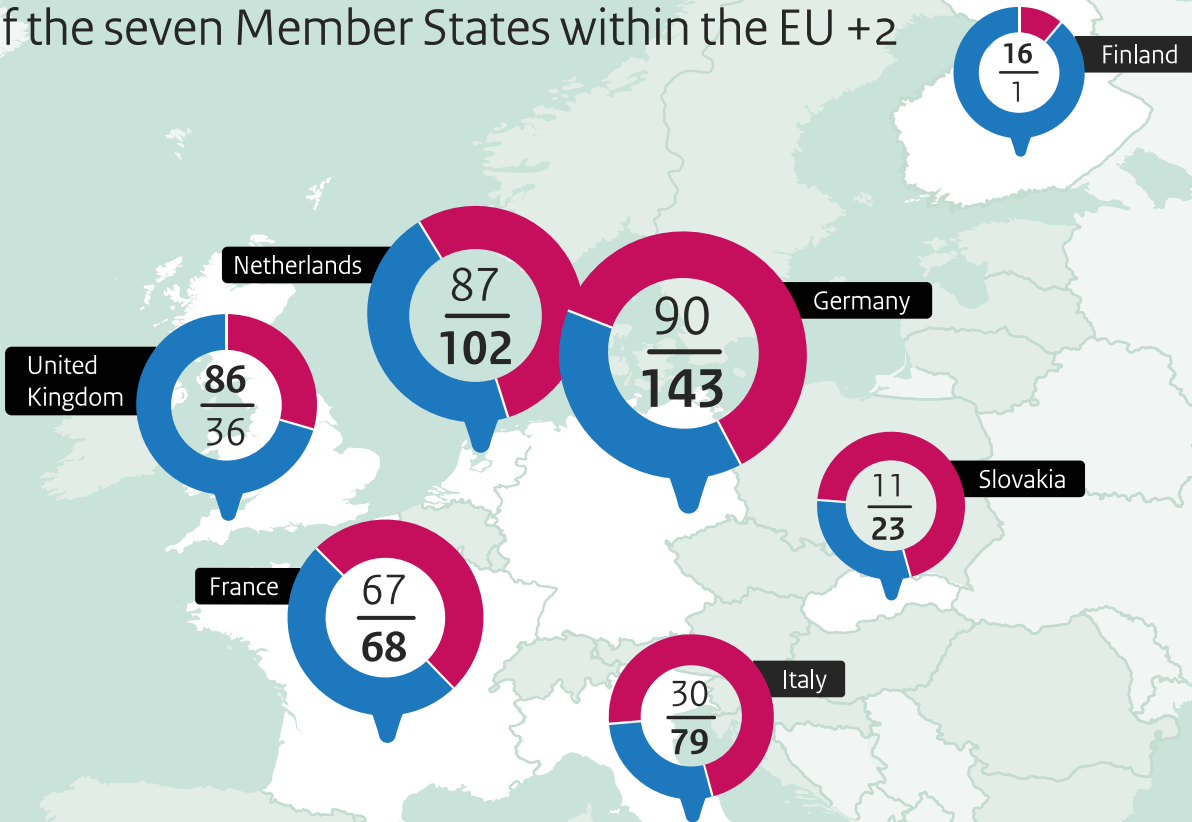 f the seven Member States within the EU +2
16
1
Finland
Netherlands
87
102
90
143
Germany
United
Kingdom
86
36
11
23
Slovakia
France
67
68
30
79
Italy